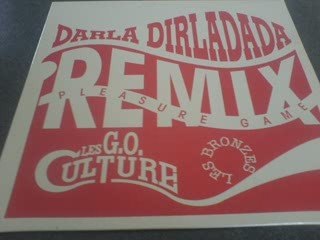 DARLA DIRLADADA
REMIX
PLEASURE GAME
LES G.O.
CULTURE
LES BRONZES